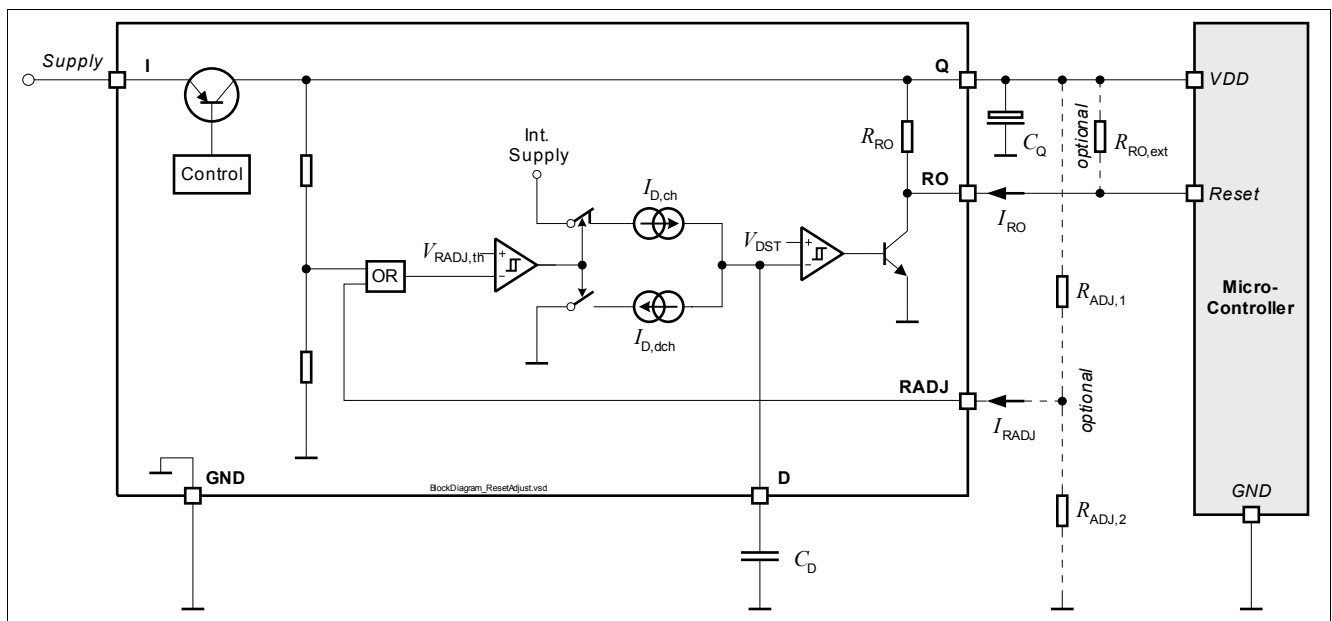 Supply
I
Q
VDD
Control
Int.
Supply
R_RO
C_Q
optional
R_RO,ext
RO
I_RO
Reset
I_D,ch
V_RADJ,th
+
-
OR
V_DST
+
-
I_D,dch
R_ADJ,1
Micro-
Controller
RADJ
I_RADJ
optional
GND
BlockDiagram_ResetAdjust.vsd
D
R_ADJ,2
GND
C_D